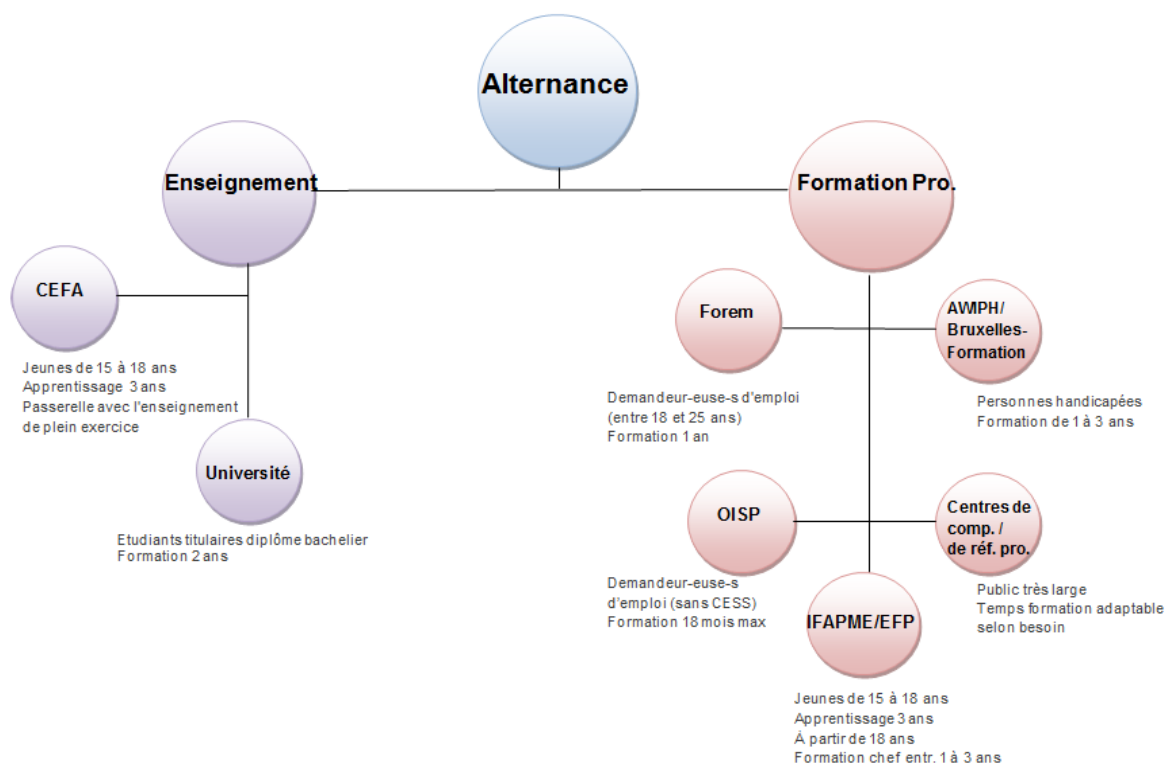 Alternance
Enseignement
Formation Pro.
CEFA
Jeunes de 15 à 18 ans
Apprentissage 3 ans
Passerelle avec l'enseignement
de plein exercice
Université
Etudiants titulaires diplôme bachelier
Formation 2 ans
Forem
Demandeur-euse-s d'emploi
(entre 18 et 25 ans)
Formation 1 an
AWIPH/
Bruxelles-
Formation
Personnes handicapées
Formation de 1 à 3 ans
OISP
Demandeur-euse-s
d'emploi (sans CESS)
Formation 18 mois max
Centres de
comp. /
de réf. pro.
Public très large
Temps formation adaptable
selon besoin
IFAPME/EFP
Jeunes de 15 à 18 ans
Apprentissage 3 ans
À partir de 18 ans
Formation chef entr. 1 à 3 ans